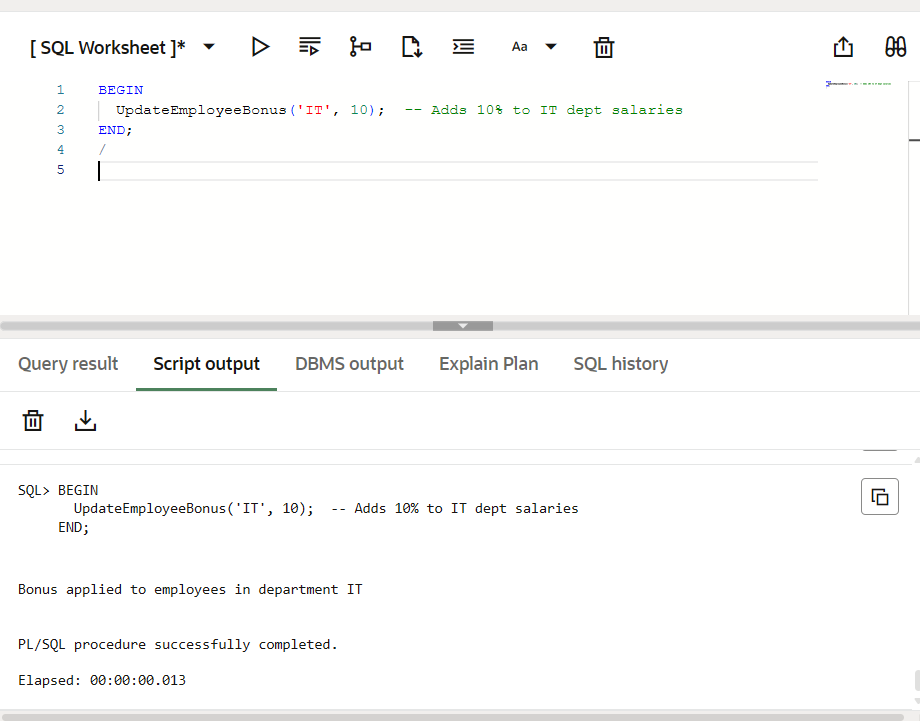 [ SQL Worksheet ]*
Aa
1 BEGIN
2 UpdateEmployeeBonus('IT', 10);  -- Adds 10% to IT dept salaries
3 END;
4 /
5
Query result Script output DBMS output Explain Plan SQL history
SQL> BEGIN
UpdateEmployeeBonus('IT', 10);  -- Adds 10% to IT dept salaries
END;
Bonus applied to employees in department IT
PL/SQL procedure successfully completed.
Elapsed: 00:00:00.013